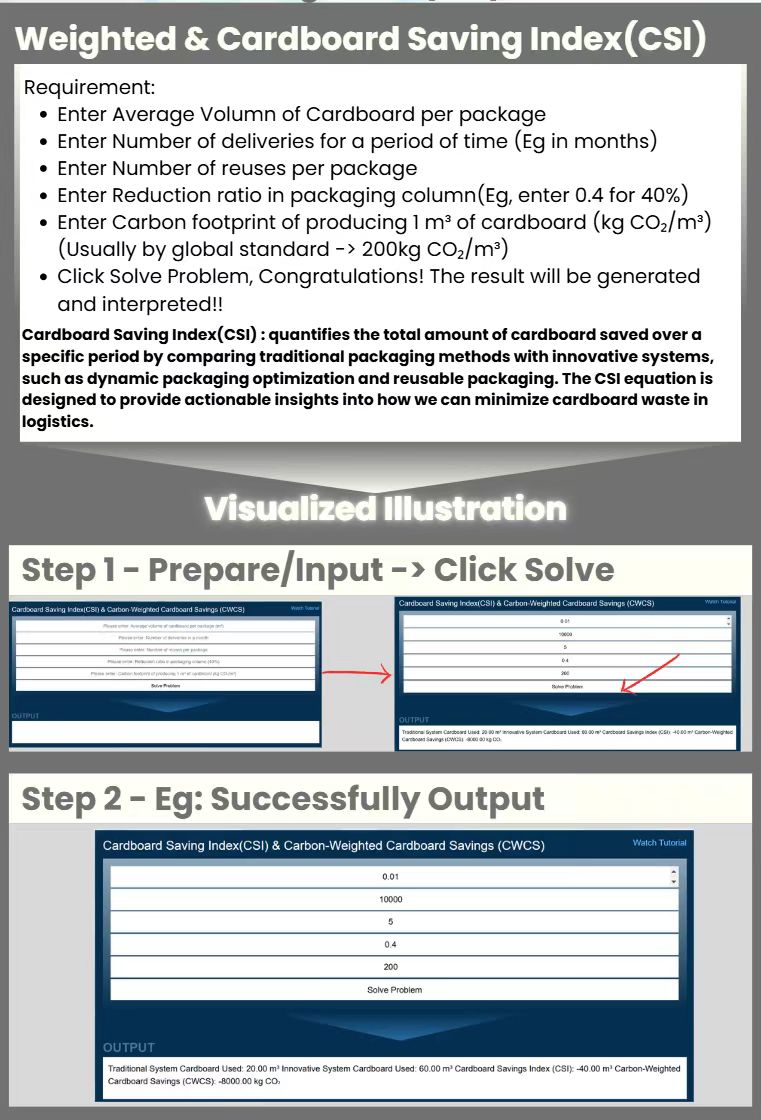 Weighted & Cardboard Saving Index(CSI)
Requirement:
• Enter Average Volumn of Cardboard per package
• Enter Number of deliveries for a period of time (Eg in months)
• Enter Number of reuses per package
• Enter Reduction ratio in packaging column(Eg, enter 0.4 for 40%)
• Enter Carbon footprint of producing 1 m³ of cardboard (kg CO₂/m³)
(Usually by global standard -> 200kg CO₂/m³)
• Click Solve Problem, Congratulations! The result will be generated
and interpreted!!
Cardboard Saving Index(CSI) : quantifies the total amount of cardboard saved over a
specific period by comparing traditional packaging methods with innovative systems,
such as dynamic packaging optimization and reusable packaging. The CSI equation is
designed to provide actionable insights into how we can minimize cardboard waste in
logistics.
Visualized Illustration
Step 1 - Prepare/Input -> Click Solve
Cardboard Saving Index(CSI) & Carbon-Weighted Cardboard Savings (CWCS)
Watch Tutorial
Please enter: Average volume of cardboard per package (m³)
Please enter: Number of deliveries in a month
Please enter: Number of reuses per package
Please enter: Reduction ratio in packaging volume (40%)
Please enter: Carbon footprint of producing 1 m³ of cardboard (kg CO₂/m³)
Solve Problem
OUTPUT
Cardboard Saving Index(CSI) & Carbon-Weighted Cardboard Savings (CWCS)
Watch Tutorial
0.01
10000
5
0.4
200
Solve Problem
OUTPUT
Traditional System Cardboard Used: 20.00 m³ Innovative System Cardboard Used: 60.00 m³ Cardboard Savings Index (CSI): -40.00 m³ Carbon-Weighted
Cardboard Savings (CWCS): -8000.00 kg CO₂
Step 2 - Eg: Successfully Output
Cardboard Saving Index(CSI) & Carbon-Weighted Cardboard Savings (CWCS)
Watch Tutorial
0.01
10000
5
0.4
200
Solve Problem
OUTPUT
Traditional System Cardboard Used: 20.00 m³ Innovative System Cardboard Used: 60.00 m³ Cardboard Savings Index (CSI): -40.00 m³ Carbon-Weighted
Cardboard Savings (CWCS): -8000.00 kg CO₂